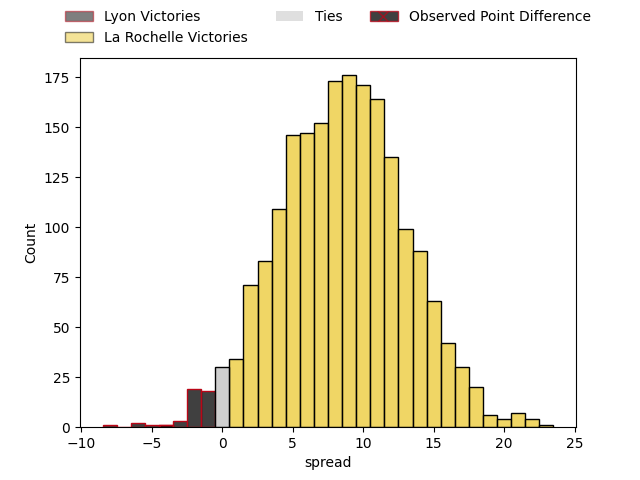 Lyon Victories
Ties
Observed Point Difference
La Rochelle Victories
175
150
125
100
75
50
25
0
Count
−10
−5
0
5
10
15
20
25
spread